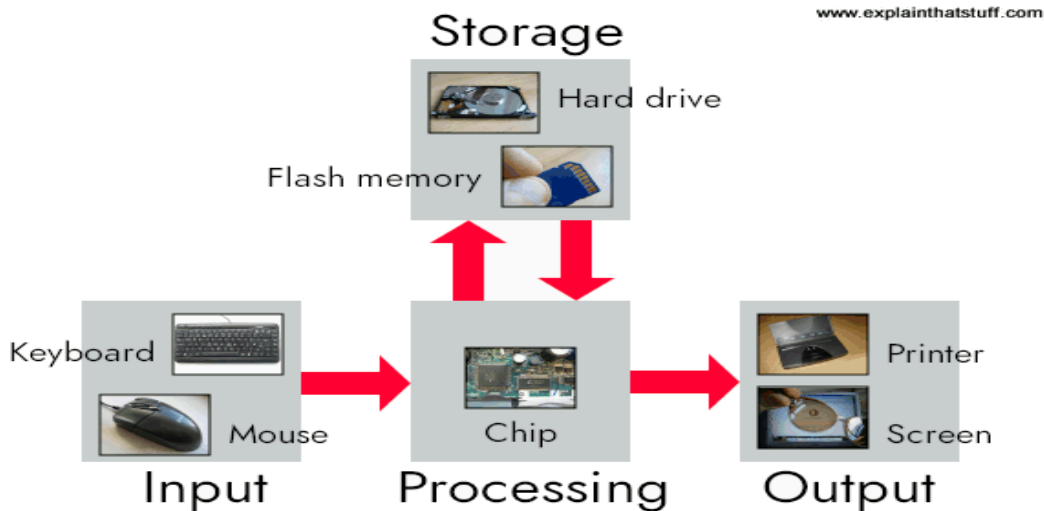 www.explainthatstuff.com
Storage
Hard drive
Flash memory
Keyboard
Mouse
Input
Chip
Processing
Printer
Screen
Output